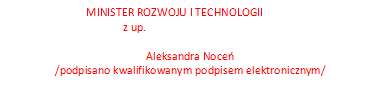 MINISTER ROZWOJU I TECHNOLOGII
z up.
Aleksandra Noceń
/podpisano kwalifikowanym podpisem elektronicznym/